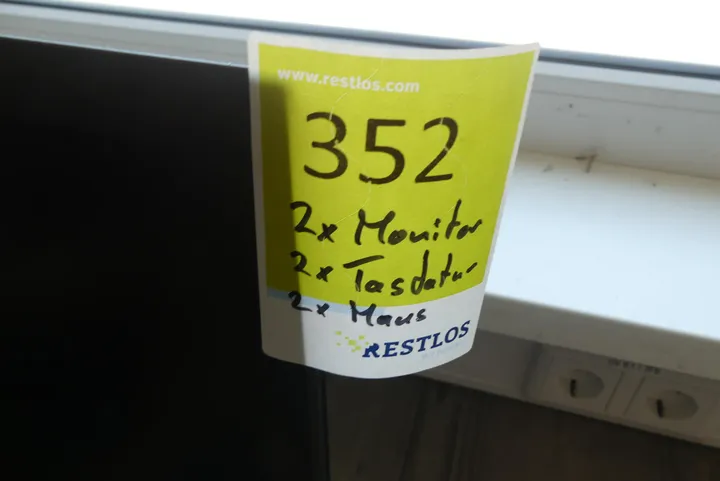 www.restlos.com
352
2x Monitor
2x Tasdatur
2x Maus
RESTLOS